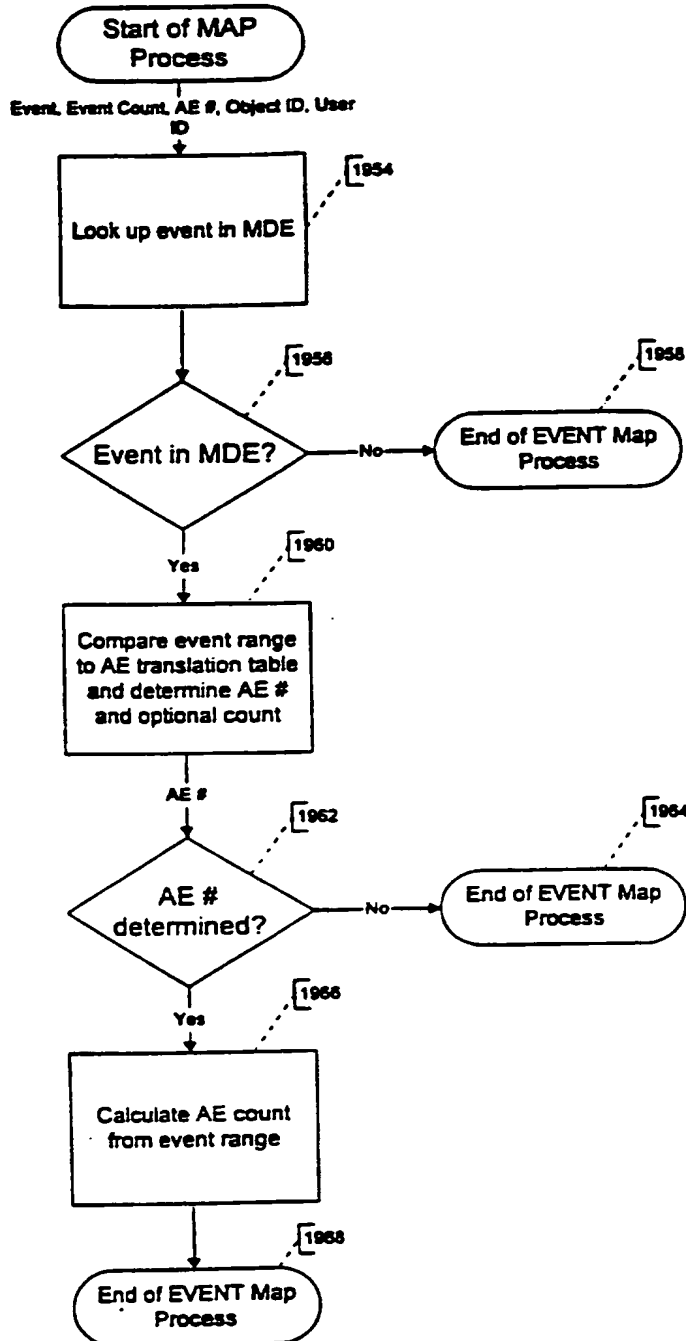 Start of MAP
Process
Event, Event Count, AE #, Object ID, User
ID
1954
Look up event in MDE
1956
1958
Event in MDE?
No
End of EVENT Map
Process
Yes
1960
Compare event range
to AE translation table
and determine AE #
and optional count
AE #
1962
1964
AE #
determined?
No
End of EVENT Map
Process
Yes
1966
Calculate AE count
from event range
1968
End of EVENT Map
Process